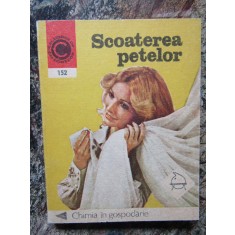 152
Scoaterea
petelor
Chimia în gospodărie